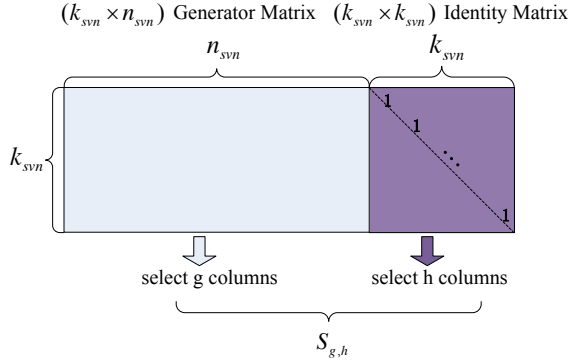 (k_svn × n_svn) Generator Matrix (k_svn × k_svn) Identity Matrix
n_svn k_svn
k_svn
1
1
⋱
1
select g columns select h columns
S_g,h